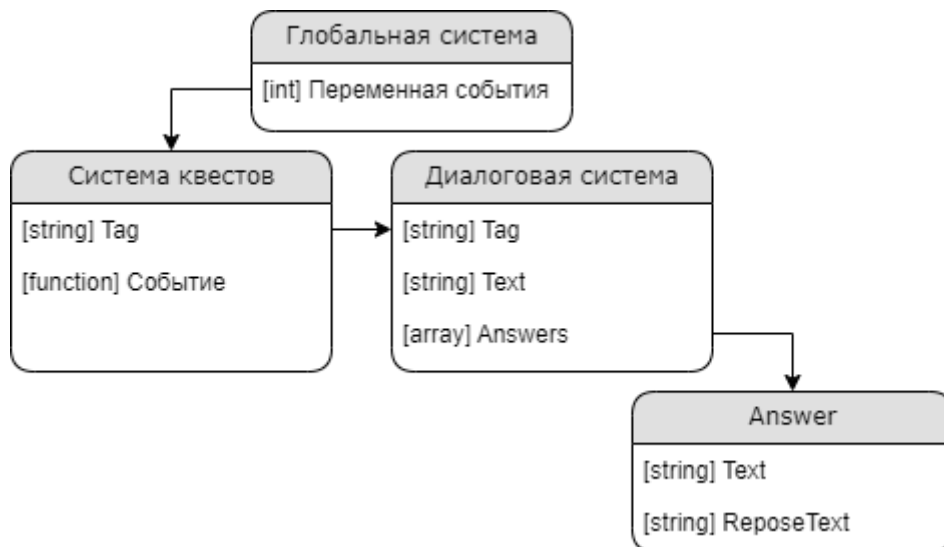 Глобальная система
[int] Переменная события
Система квестов
[string] Tag
[function] Событие
Диалоговая система
[string] Tag
[string] Text
[array] Answers
Answer
[string] Text
[string] ReposeText